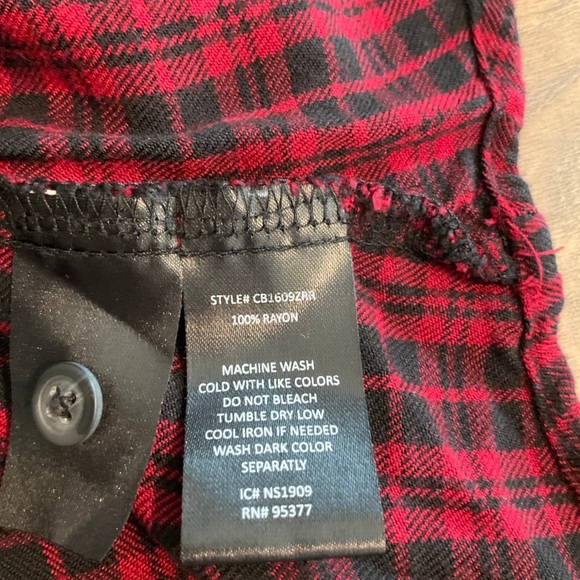 STYLE# CB1609ZRR
100% RAYON
MACHINE WASH
COLD WITH LIKE COLORS
DO NOT BLEACH
TUMBLE DRY LOW
COOL IRON IF NEEDED
WASH DARK COLOR
SEPARATLY
IC# NS1909
RN# 95377